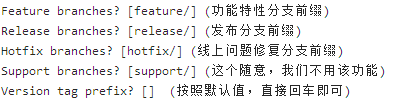 Feature branches? [feature/] (功能特性分支前缀)
Release branches? [release/] (发布分支前缀)
Hotfix branches? [hotfix/] (线上问题修复分支前缀)
Support branches? [support/] (这个随意，我们不用该功能)
Version tag prefix? [] (按照默认值，直接回车即可)